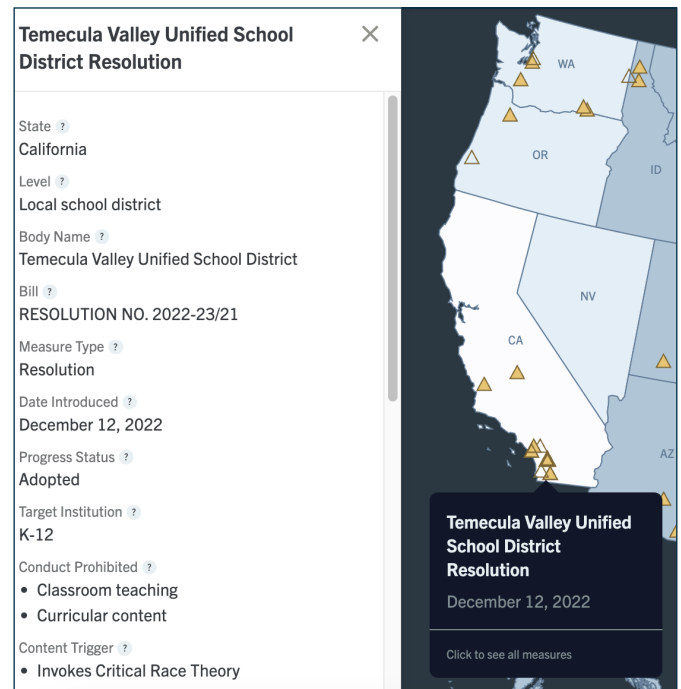 Temecula Valley Unified School
District Resolution
State ?
California
Level ?
Local school district
Body Name ?
Temecula Valley Unified School District
Bill ?
RESOLUTION NO. 2022-23/21
Measure Type ?
Resolution
Date Introduced ?
December 12, 2022
Progress Status ?
Adopted
Target Institution ?
K-12
Conduct Prohibited ?
• Classroom teaching
• Curricular content
Content Trigger ?
• Invokes Critical Race Theory
WA
OR
ID
NV
CA
AZ
Temecula Valley Unified
School District
Resolution
December 12, 2022
Click to see all measures